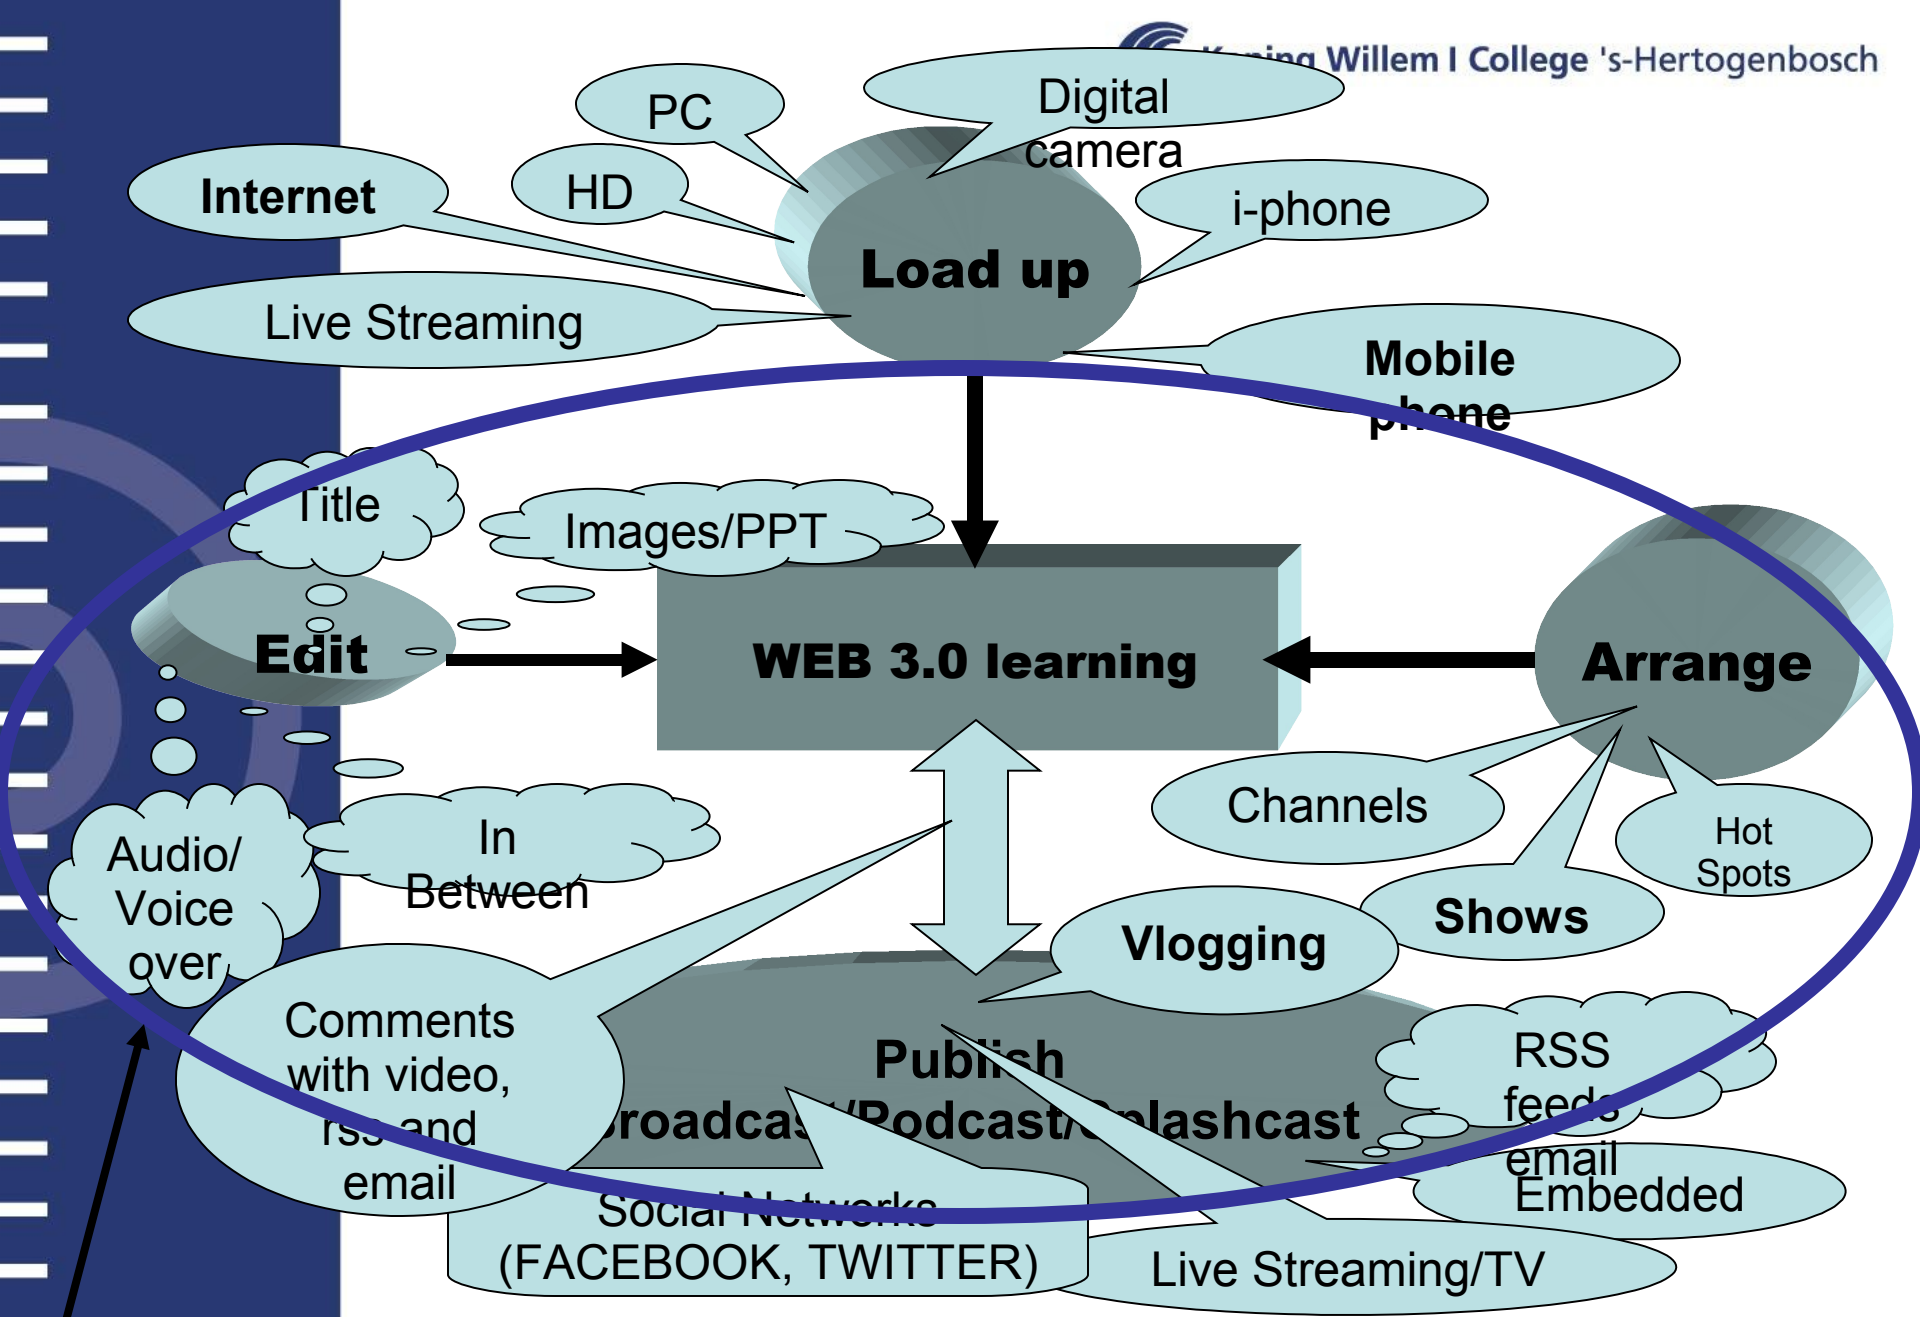 Koning Willem I College 's-Hertogenbosch
PC
Digital
camera
Internet
HD
i-phone
Load up
Live Streaming
Mobile
phone
Title
Images/PPT
Edit
WEB 3.0 learning
Arrange
Channels
Hot
Spots
Audio/
Voice
over
In
Between
Shows
Vlogging
Comments
with video,
rss and
email
Publish
Broadcast/Podcast/Splashcast
RSS
feeds
email
Embedded
Social Networks
(FACEBOOK, TWITTER)
Live Streaming/TV